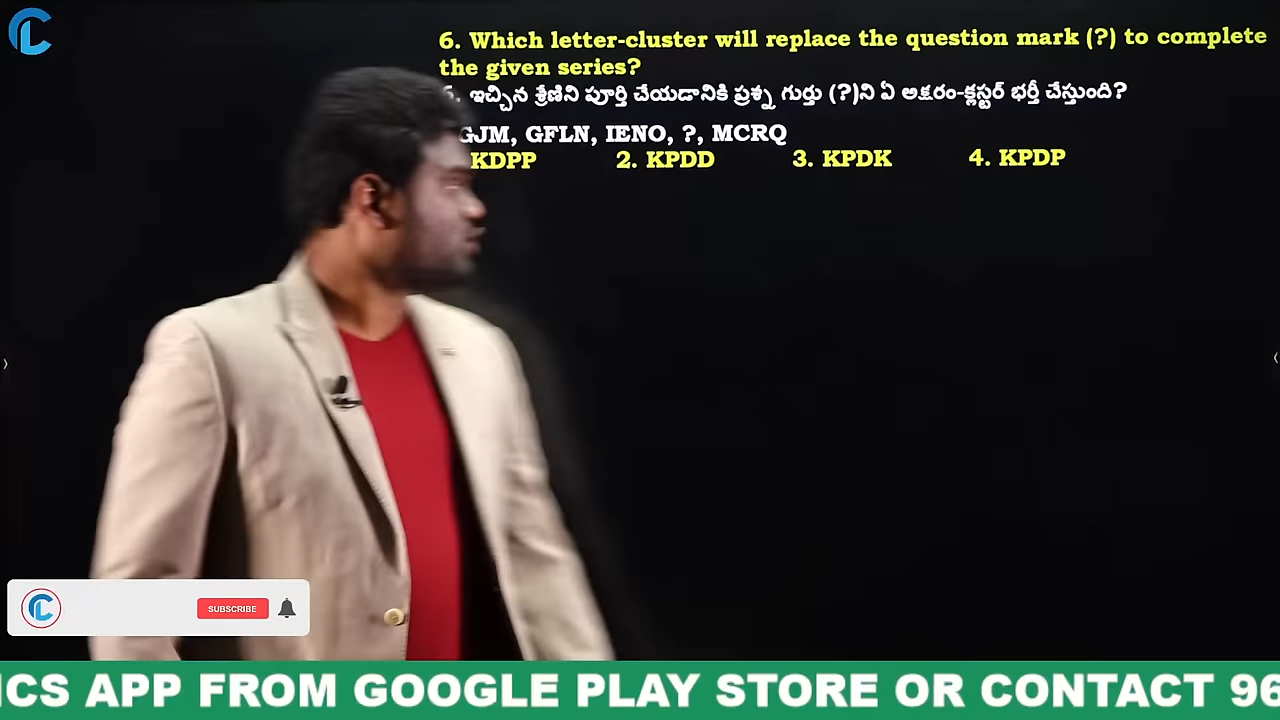 6. Which letter-cluster will replace the question mark (?) to complete
the given series?
ఇచ్చిన శ్రేణిని పూర్తి చేయడానికి ప్రశ్న గుర్తు (?)ని ఏ అక్షరం-క్లస్టర్ భర్తీ చేస్తుంది?
GJM, GFLN, IENO, ?, MCRQ
KDPP 2. KPDD 3. KPDK 4. KPDP
SUBSCRIBE
ICS APP FROM GOOGLE PLAY STORE OR CONTACT 96